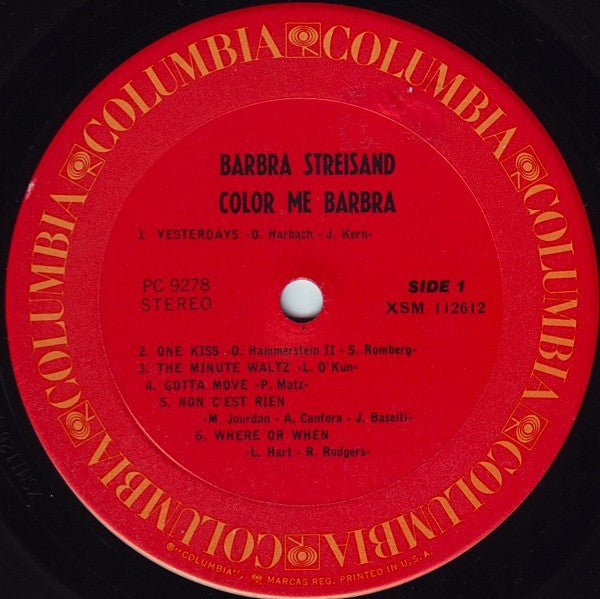 COLUMBIA COLUMBIA COLUMBIA COLUMBIA COLUMBIA COLUMBIA
BARBRA STREISAND
COLOR ME BARBRA
1. YESTERDAYS -O. Harbach - J. Kern-
PC 9278
STEREO
SIDE 1
XSM 112612
2. ONE KISS -O. Hammerstein II - S. Romberg-
3. THE MINUTE WALTZ -L. O'Kun-
4. GOTTA MOVE -P. Matz-
5. NON C'EST RIEN
-M. Jourdan - A. Canfora - J. Baselli-
6. WHERE OR WHEN
-L. Hart - R. Rodgers-
® "COLUMBIA", MARCAS REG. PRINTED IN U.S.A.